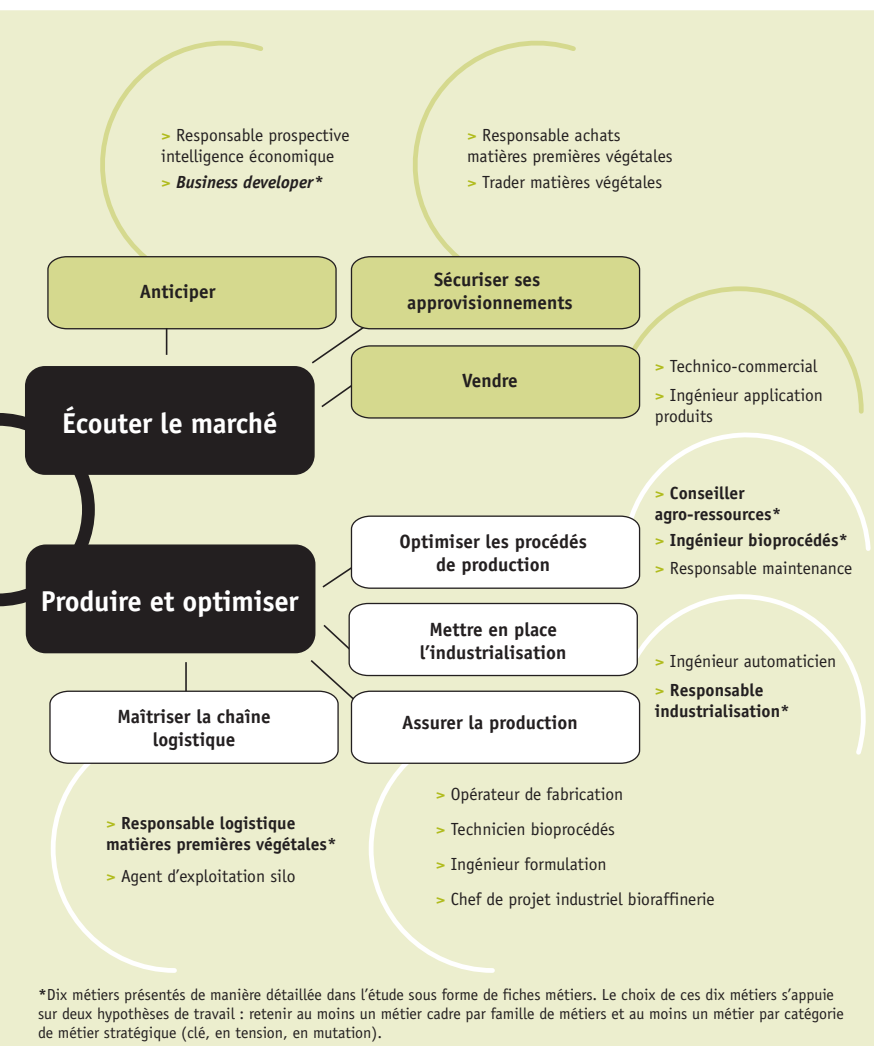 > Responsable prospective
intelligence économique
> Business developer*
> Responsable achats
matières premières végétales
> Trader matières végétales
Anticiper
Sécuriser ses
approvisionnements
Vendre
> Technico-commercial
> Ingénieur application
produits
Écouter le marché
> Conseiller
agro-ressources*
> Ingénieur bioprocédés*
> Responsable maintenance
Optimiser les procédés
de production
Produire et optimiser
Mettre en place
l’industrialisation
> Ingénieur automaticien
> Responsable
industrialisation*
Maîtriser la chaîne
logistique
Assurer la production
> Responsable logistique
matières premières végétales*
> Agent d’exploitation silo
> Opérateur de fabrication
> Technicien bioprocédés
> Ingénieur formulation
> Chef de projet industriel bioraffinerie
*Dix métiers présentés de manière détaillée dans l’étude sous forme de fiches métiers. Le choix de ces dix métiers s’appuie
sur deux hypothèses de travail : retenir au moins un métier cadre par famille de métiers et au moins un métier par catégorie
de métier stratégique (clé, en tension, en mutation).